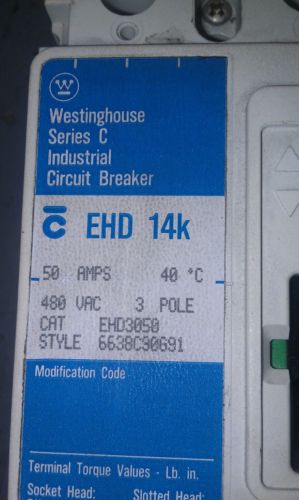 W
Westinghouse
Series C
Industrial
Circuit Breaker
C EHD 14k
50 AMPS 40 °C
480 VAC 3 POLE
CAT EHD3050
STYLE 6638C90G91
Modification Code
Terminal Torque Values - Lb. in.
Socket Head: Slotted Head: